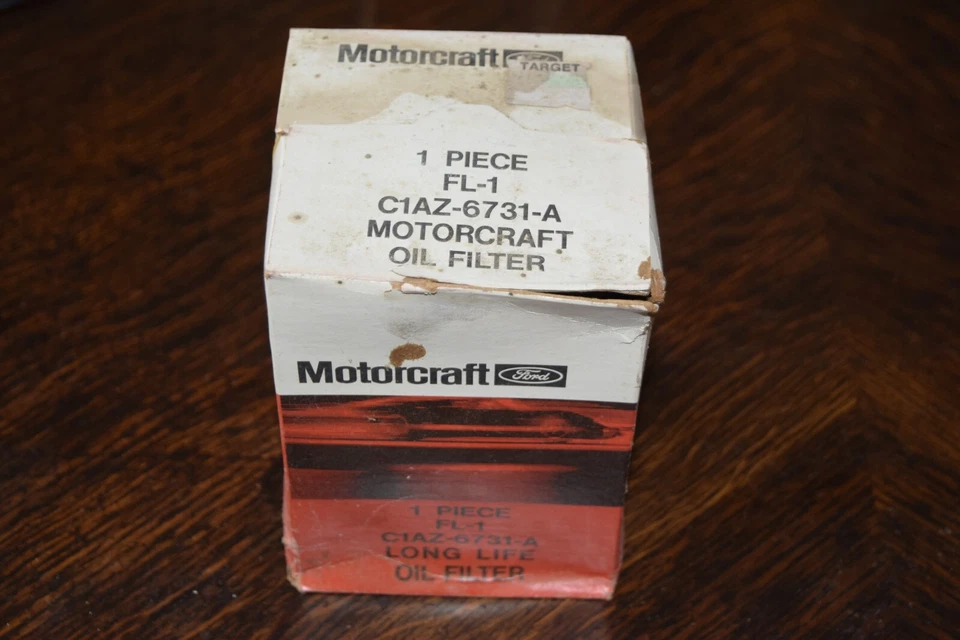 Motorcraft Ford
TARGET
1 PIECE
FL-1
C1AZ-6731-A
MOTORCRAFT
OIL FILTER
Motorcraft Ford
1 PIECE
FL-1
C1AZ-6731-A
LONG LIFE
OIL FILTER